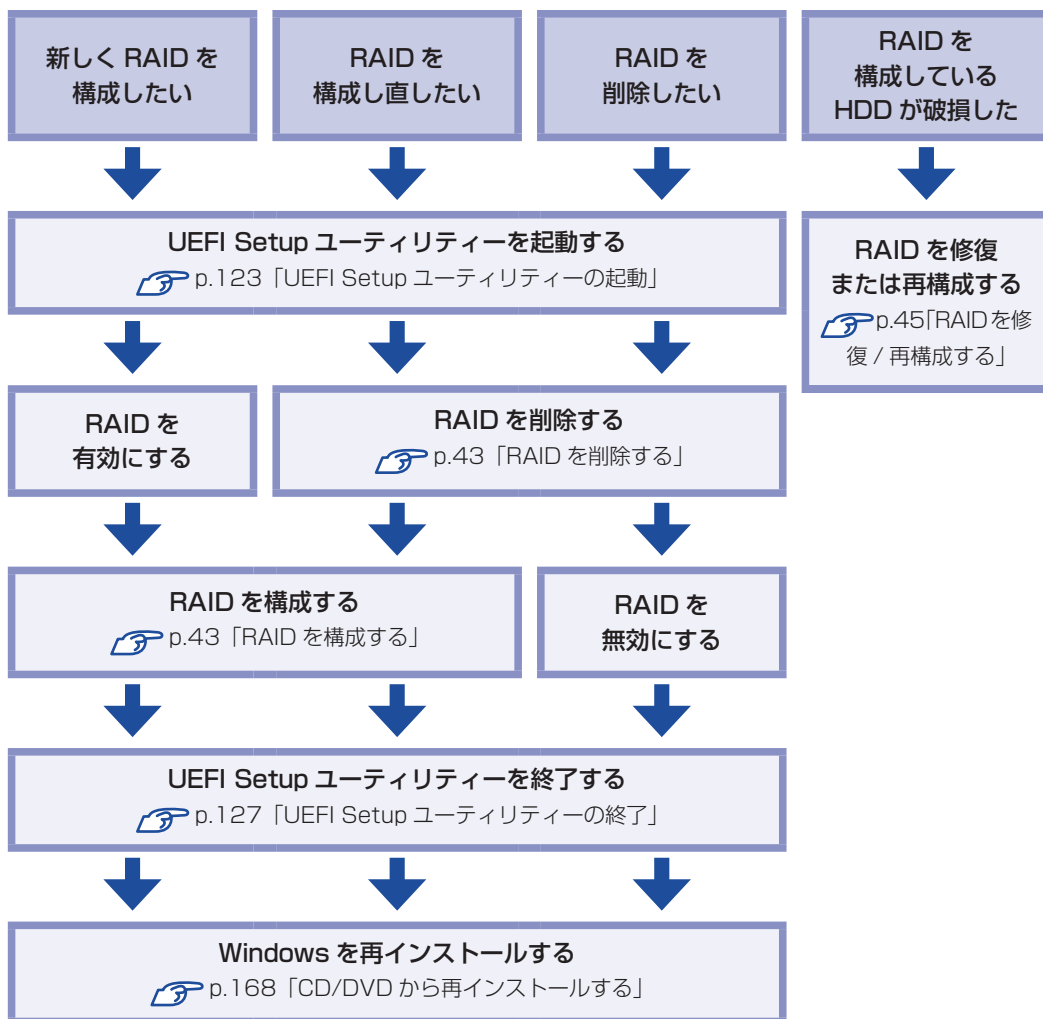 新しく RAID を
構成したい
RAID を
構成し直したい
RAID を
削除したい
RAID を
構成している
HDD が破損した
UEFI Setup ユーティリティーを起動する
p.123「UEFI Setup ユーティリティーの起動」
RAID を修復
または再構成する
p.45「RAID を修
復 / 再構成する」
RAID を
有効にする
RAID を削除する
p.43「RAID を削除する」
RAID を構成する
p.43「RAID を構成する」
RAID を
無効にする
UEFI Setup ユーティリティーを終了する
p.127「UEFI Setup ユーティリティーの終了」
Windows を再インストールする
p.168「CD/DVD から再インストールする」